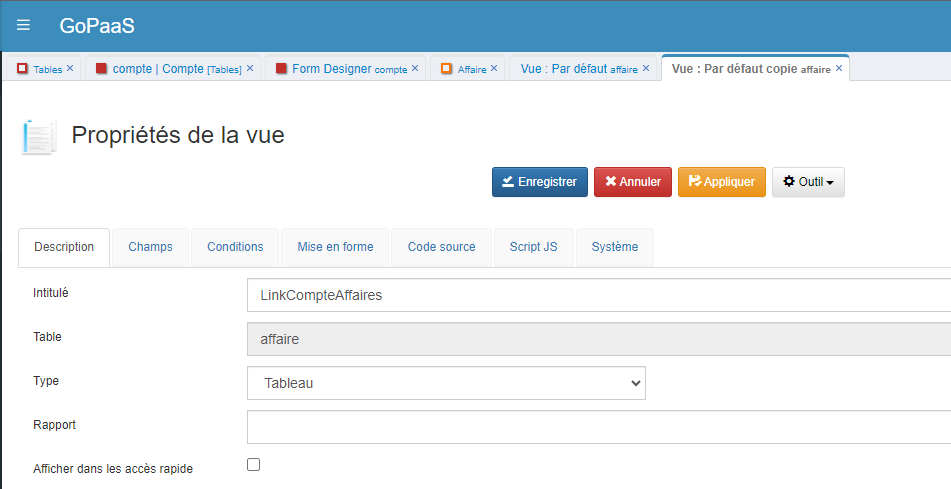 GoPaaS
Tables × compte | Compte [Tables] × Form Designer compte × Affaire × Vue : Par défaut affaire × Vue : Par défaut copie affaire ×
Propriétés de la vue
Enregistrer Annuler Appliquer Outil
Description Champs Conditions Mise en forme Code source Script JS Système
Intitulé LinkCompteAffaires
Table affaire
Type Tableau
Rapport
Afficher dans les accès rapide